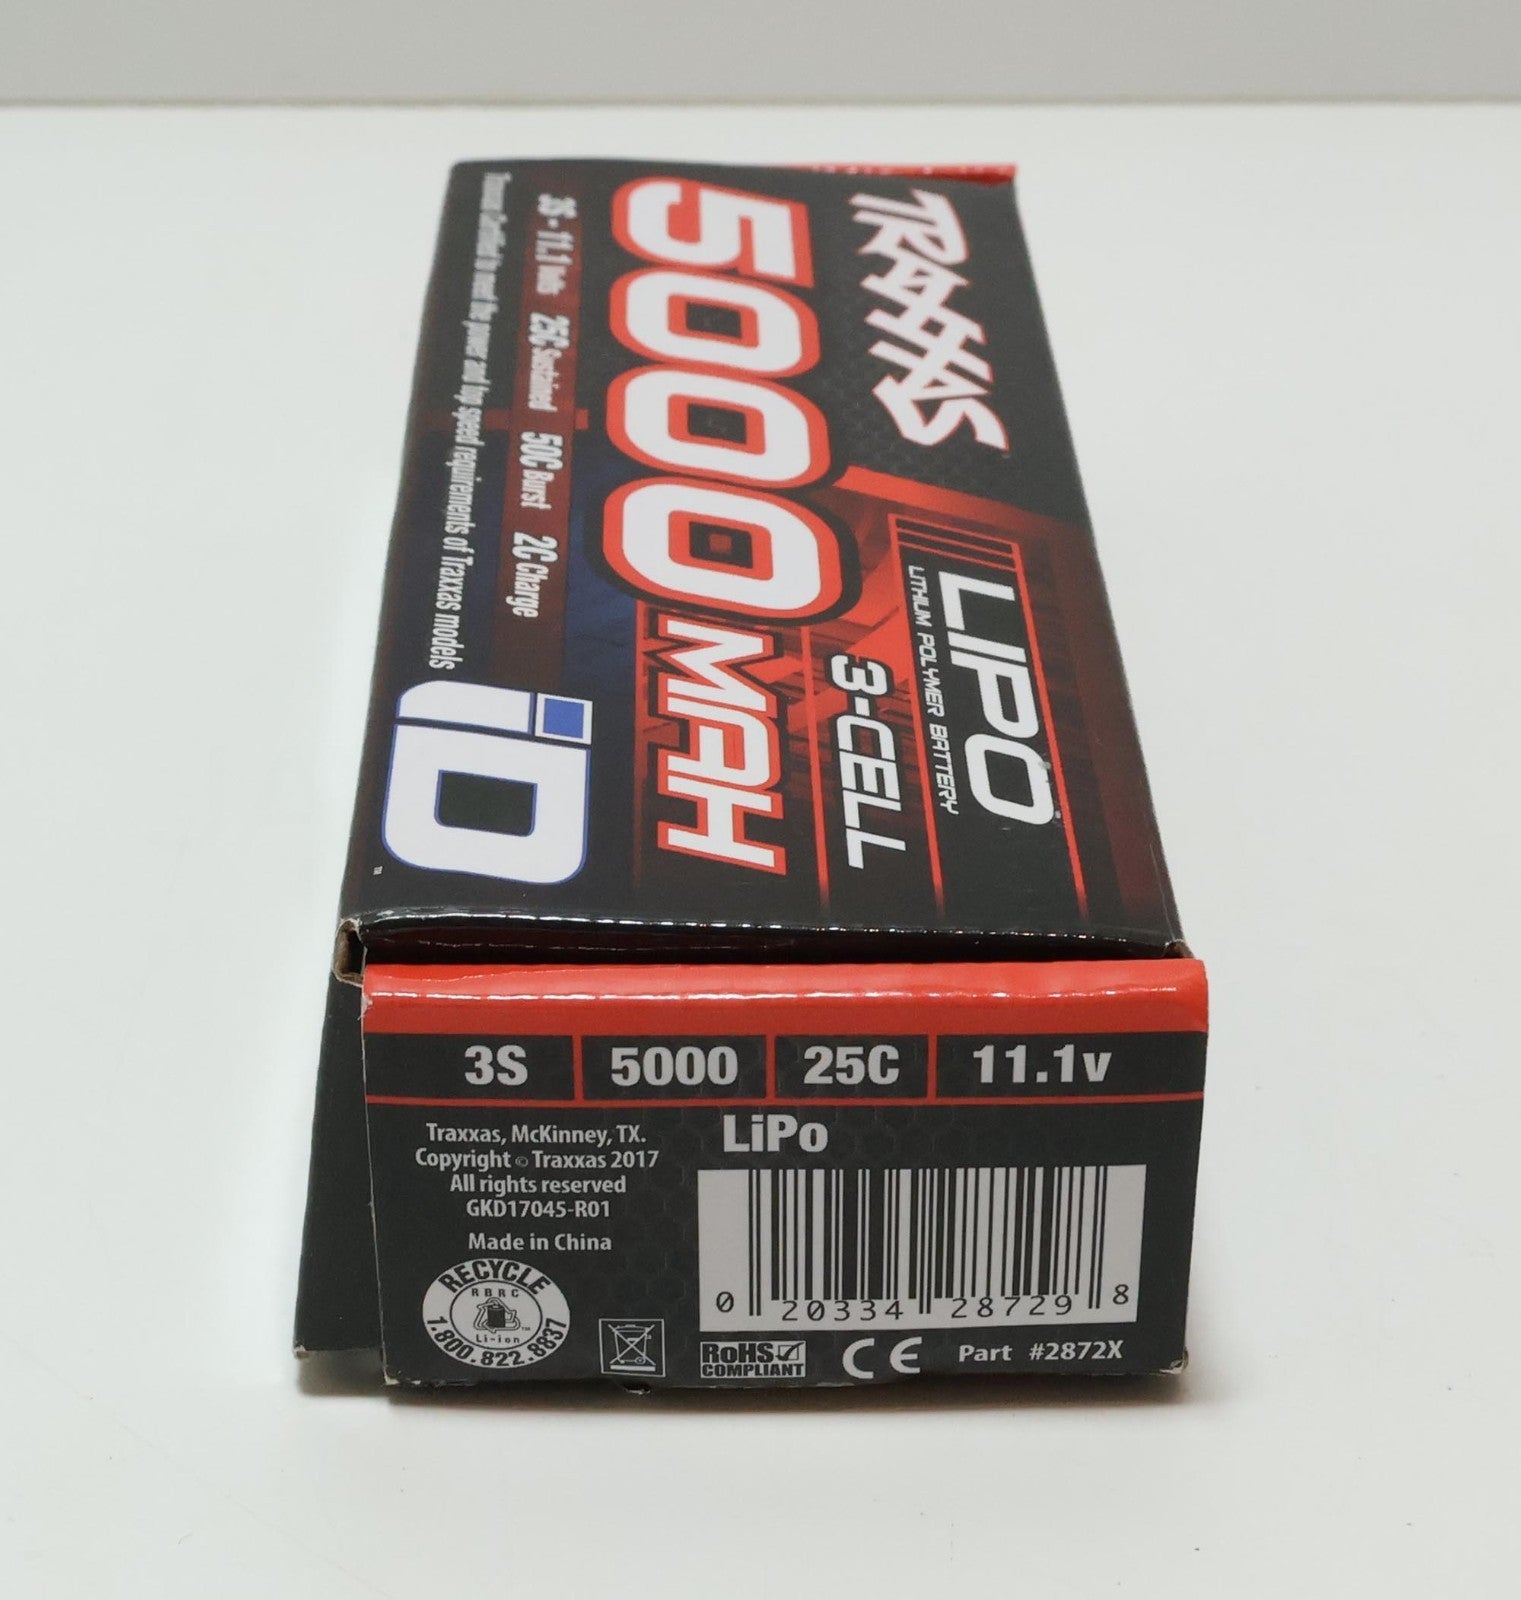 TRAXXAS
LIPO
LITHIUM POLYMER BATTERY
3-CELL
5000 MAH
3S - 11.1 Volts 25C Sustained 50C Burst 2C Charge
Traxxas Certified to meet the power and top speed requirements of Traxxas models
iD
TM
3S 5000 25C 11.1v
LiPo
Traxxas, McKinney, TX.
Copyright © Traxxas 2017
All rights reserved
GKD17045-R01
Made in China
RECYCLE
RBRC
Li-ion
1.800.822.8837
0 20334 28729 8
RoHS
COMPLIANT
CE
Part #2872X